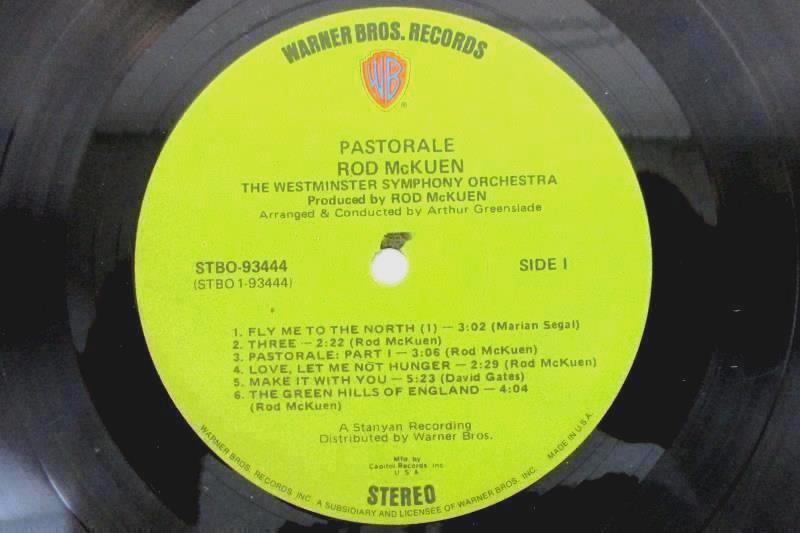 WARNER BROS. RECORDS
WB
®
PASTORALE
ROD McKUEN
THE WESTMINSTER SYMPHONY ORCHESTRA
Produced by ROD McKUEN
Arranged & Conducted by Arthur Greenslade
STBO-93444 SIDE I
(STBO 1-93444)
1. FLY ME TO THE NORTH (1) — 3:02 (Marian Segal)
2. THREE — 2:22 (Rod McKuen)
3. PASTORALE: PART I — 3:06 (Rod McKuen)
4. LOVE, LET ME NOT HUNGER — 2:29 (Rod McKuen)
5. MAKE IT WITH YOU — 5:23 (David Gates)
6. THE GREEN HILLS OF ENGLAND — 4:04
(Rod McKuen)
A Stanyan Recording
Distributed by Warner Bros.
Mfg. by
Capitol Records, Inc.
U S A
STEREO
WARNER BROS. RECORDS INC. A SUBSIDIARY AND LICENSEE OF WARNER BROS. INC. MADE IN U.S.A.